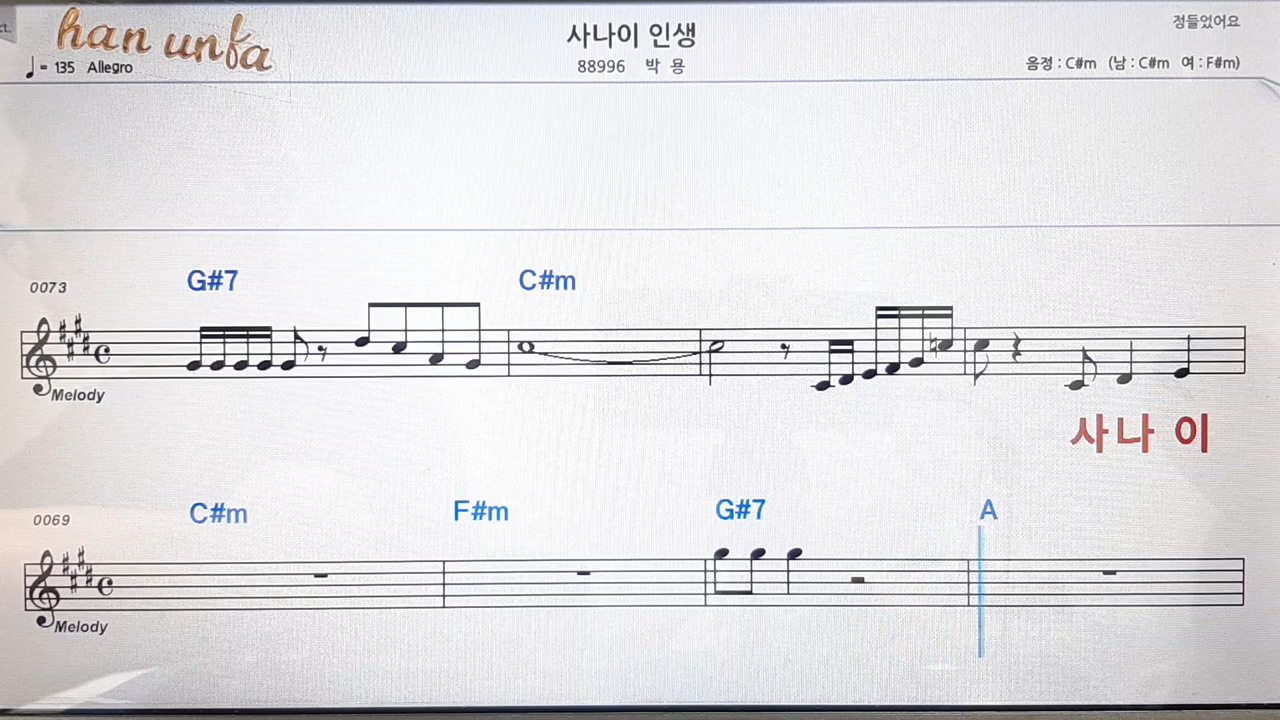 han unfa
사나이 인생
정들었어요
♩= 135 Allegro
88996 박 용
음정 : C#m (남 : C#m 여 : F#m)
G#7 C#m
0073
Melody
사나 이
C#m F#m G#7 A
0069
Melody